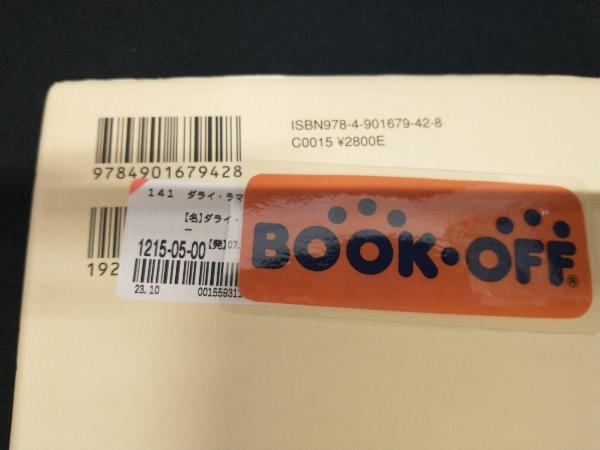 ISBN978-4-901679-42-8
C0015 ¥2800E
9784901679428
141 ダライ・ラマ
【名】ダライ・
1215-05-00 【発】07.
192
23.10 001559311
BOOK・OFF®